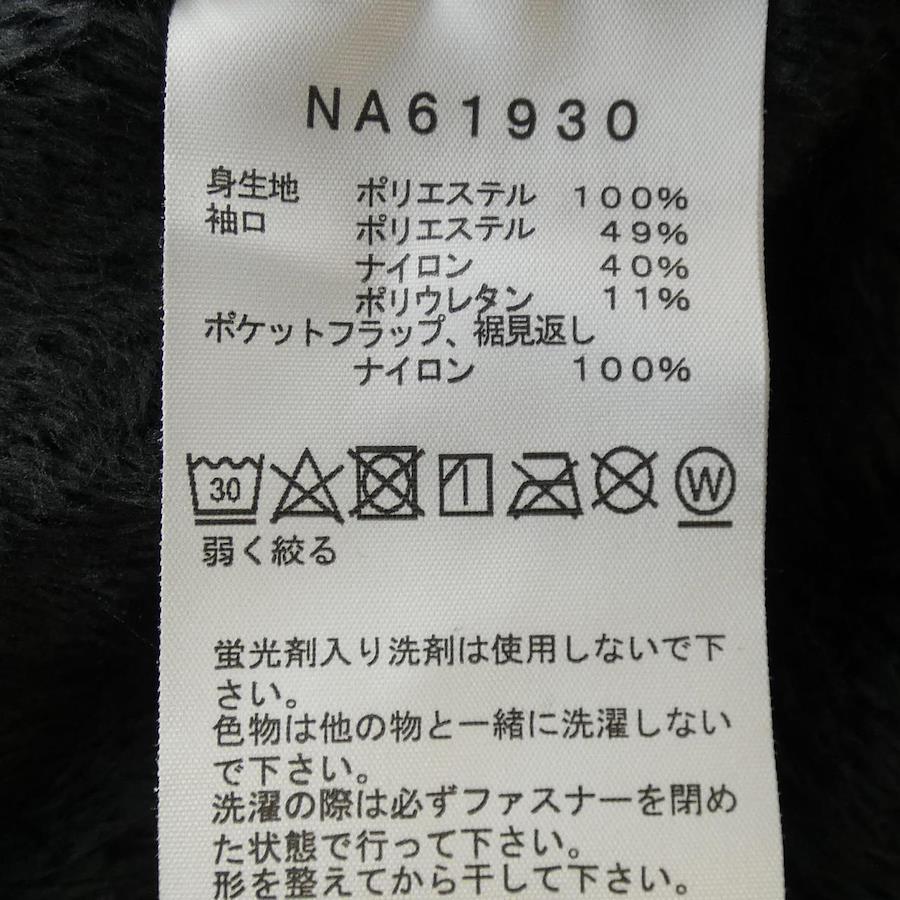 NA61930
身生地 ポリエステル 100%
袖口 ポリエステル 49%
ナイロン 40%
ポリウレタン 11%
ポケットフラップ、裾見返し
ナイロン 100%
30 W
弱く絞る
蛍光剤入り洗剤は使用しないで下
さい。
色物は他の物と一緒に洗濯しない
で下さい。
洗濯の際は必ずファスナーを閉め
た状態で行って下さい。
形を整えてから干して下さい。